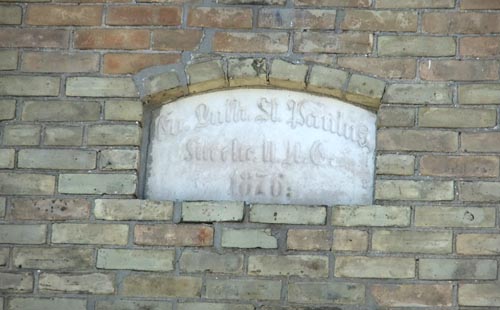 Ev. Luth. St. Paulus
Kirche. U. A. C.
1876.